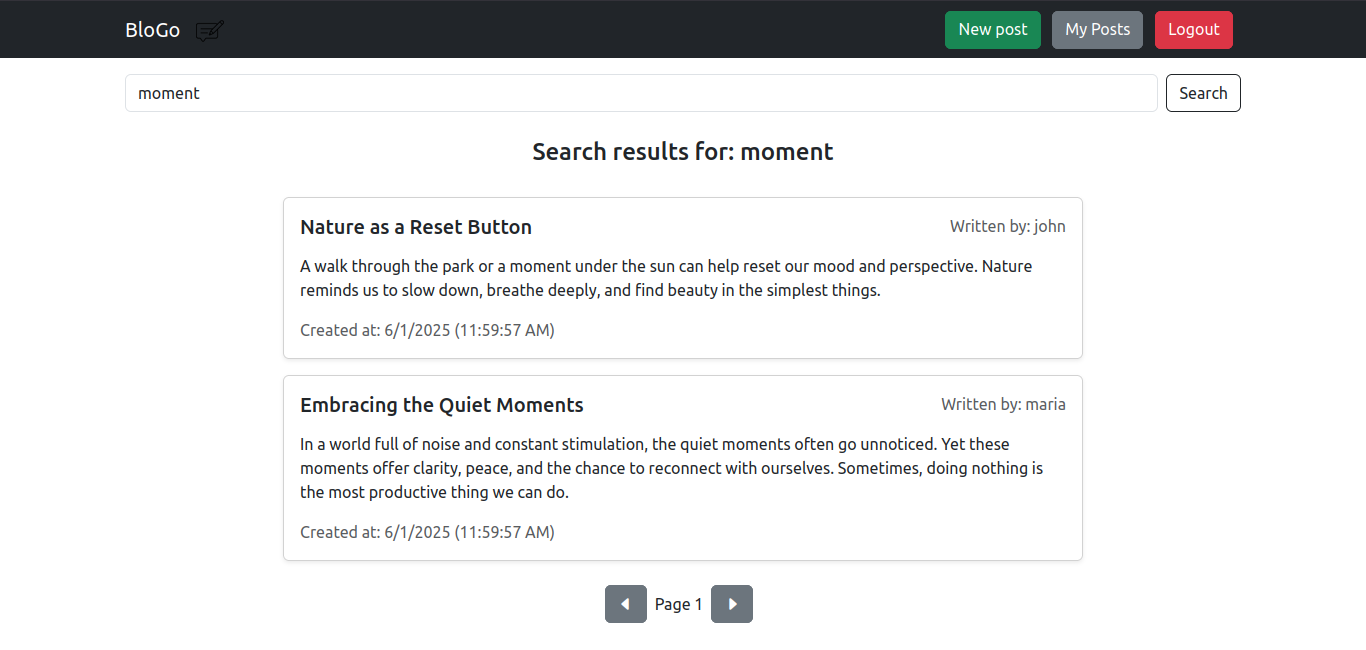 BloGo
New post
My Posts
Logout
moment
Search
Search results for: moment
Nature as a Reset Button
Written by: john
A walk through the park or a moment under the sun can help reset our mood and perspective. Nature
reminds us to slow down, breathe deeply, and find beauty in the simplest things.
Created at: 6/1/2025 (11:59:57 AM)
Embracing the Quiet Moments
Written by: maria
In a world full of noise and constant stimulation, the quiet moments often go unnoticed. Yet these
moments offer clarity, peace, and the chance to reconnect with ourselves. Sometimes, doing nothing is
the most productive thing we can do.
Created at: 6/1/2025 (11:59:57 AM)
Page 1